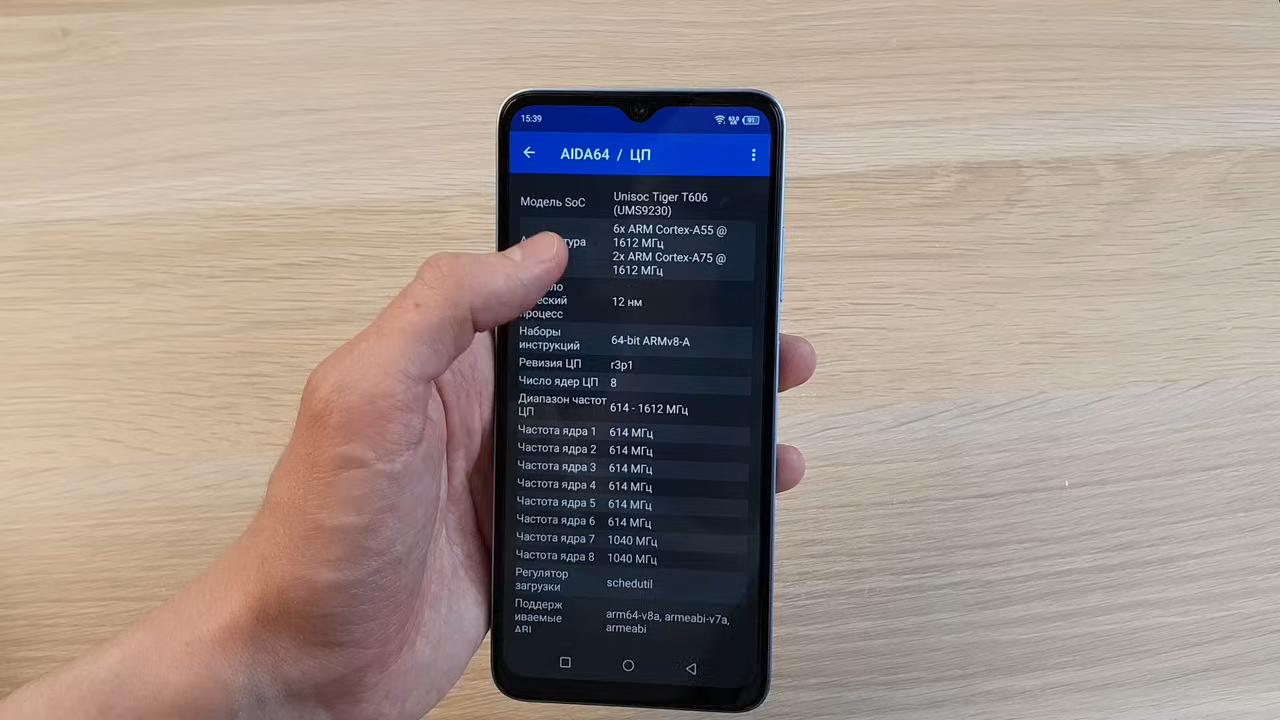 15:39
63.0
91
AIDA64 / ЦП
Модель SoC
Unisoc Tiger T606
(UMS9230)
6x ARM Cortex-A55 @
1612 МГц
2x ARM Cortex-A75 @
1612 МГц
процесс
12 нм
Наборы
инструкций
64-bit ARMv8-A
Ревизия ЦП
r3p1
Число ядер ЦП
8
Диапазон частот
ЦП
614 - 1612 МГц
Частота ядра 1
614 МГц
Частота ядра 2
614 МГц
Частота ядра 3
614 МГц
Частота ядра 4
614 МГц
Частота ядра 5
614 МГц
Частота ядра 6
614 МГц
Частота ядра 7
1040 МГц
Частота ядра 8
1040 МГц
Регулятор
загрузки
schedutil
Поддерж
иваемые
ABI
arm64-v8a, armeabi-v7a,
armeabi